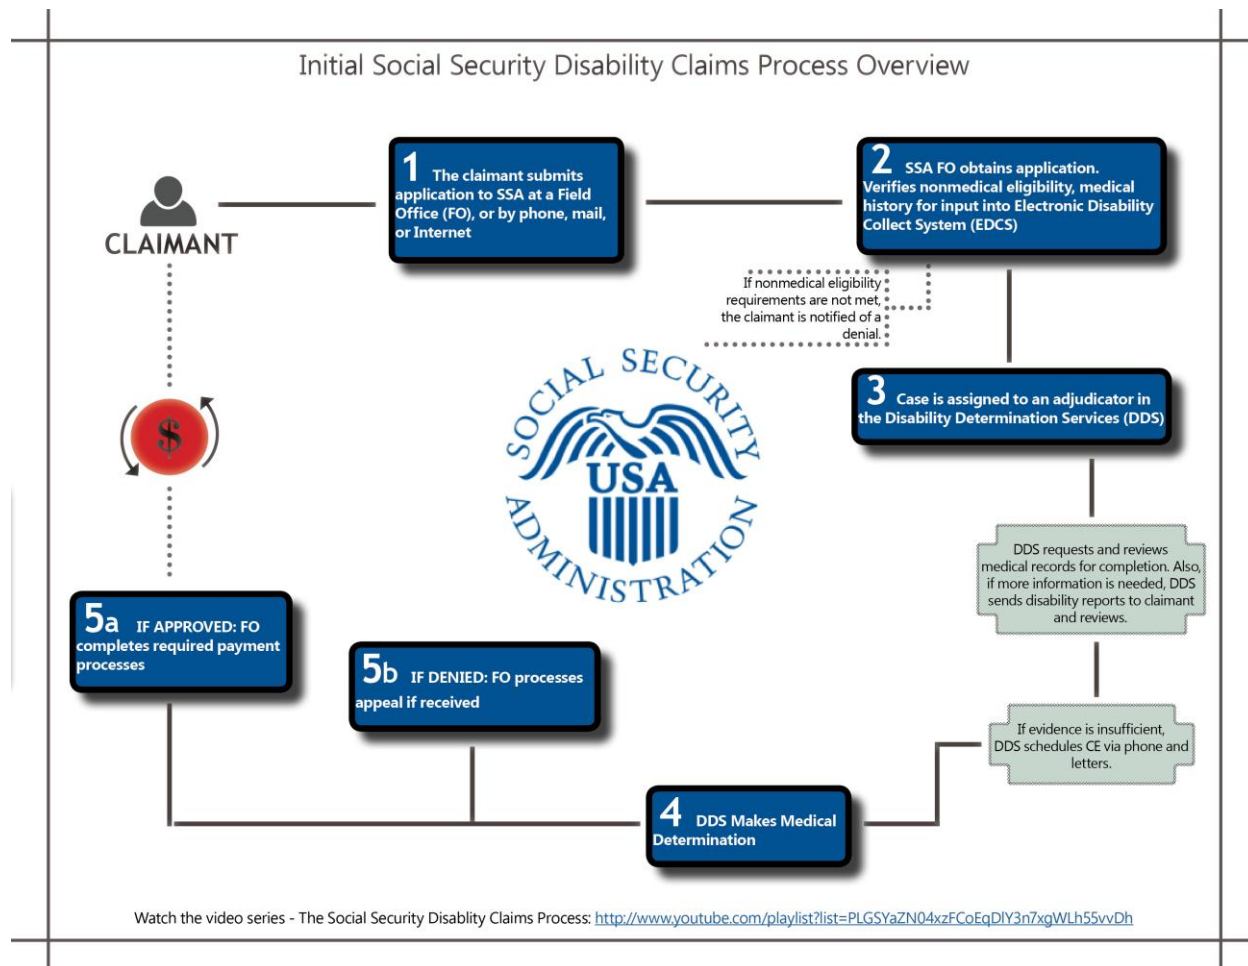 Initial Social Security Disability Claims Process Overview
CLAIMANT
1 The claimant submits
application to SSA at a Field
Office (FO), or by phone, mail,
or Internet
2 SSA FO obtains application.
Verifies nonmedical eligibility, medical
history for input into Electronic Disability
Collect System (EDCS)
If nonmedical eligibility
requirements are not met,
the claimant is notified of a
denial.
3 Case is assigned to an adjudicator in
the Disability Determination Services (DDS)
$
SOCIAL SECURITY
USA
ADMINISTRATION
DDS requests and reviews
medical records for completion. Also,
if more information is needed, DDS
sends disability reports to claimant
and reviews.
If evidence is insufficient,
DDS schedules CE via phone and
letters.
4 DDS Makes Medical
Determination
5a IF APPROVED: FO
completes required payment
processes
5b IF DENIED: FO processes
appeal if received
Watch the video series - The Social Security Disablity Claims Process: http://www.youtube.com/playlist?list=PLGSYaZN04xzFCoEqDlY3n7xgWLh55vvDh